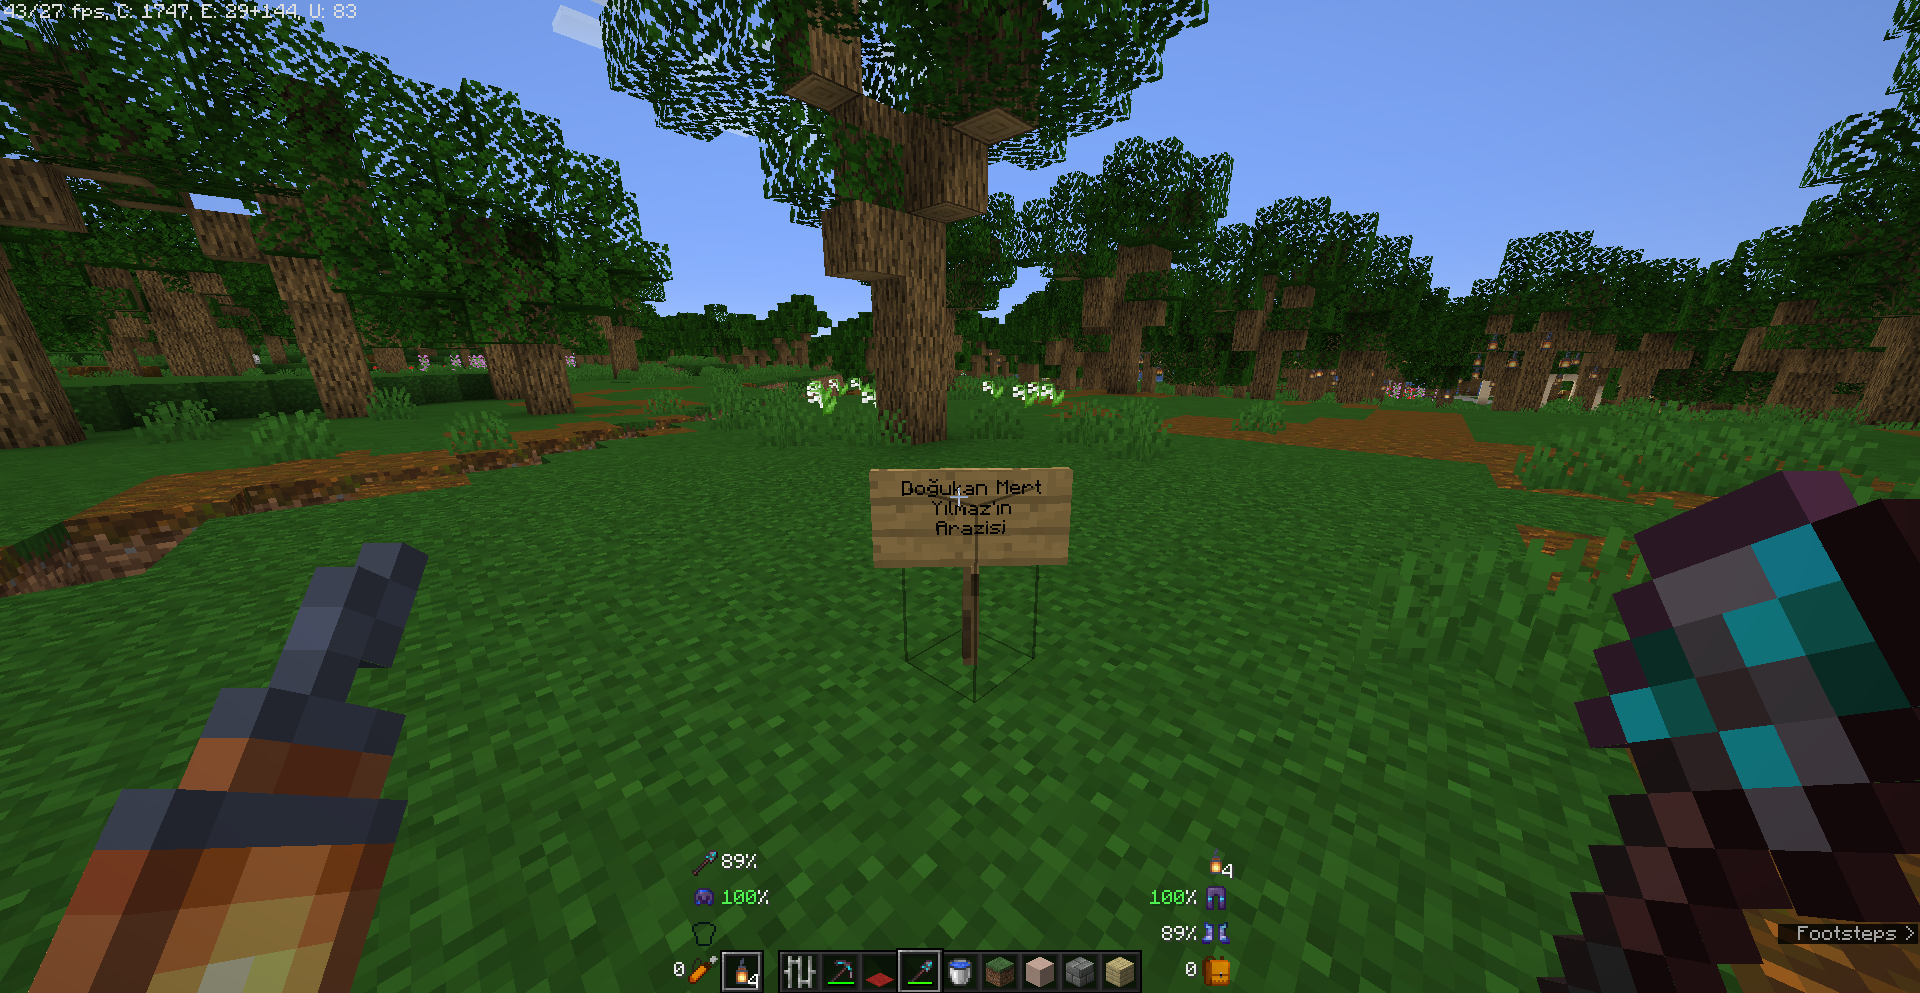 43/27 fps, C: 1747, E: 29+144, U: 83
Doğukan Mert
Yılmaz'ın
Arazisi
89%
4
100%
100%
89%
0
4
0
Footsteps >